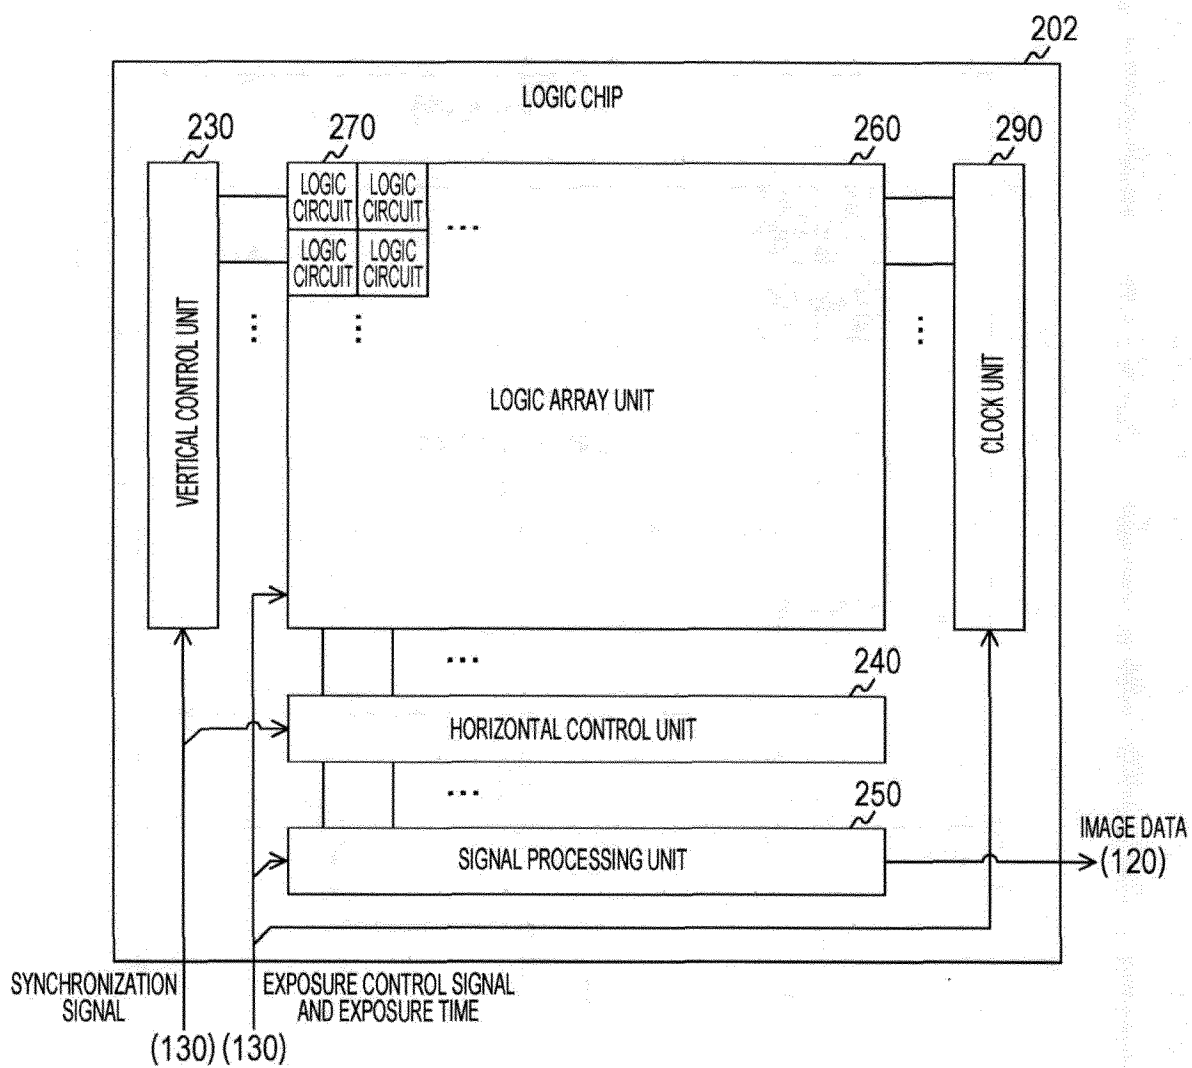 202
LOGIC CHIP
230
270
260
290
LOGIC
CIRCUIT
LOGIC
CIRCUIT
...
LOGIC
CIRCUIT
LOGIC
CIRCUIT
...
...
...
VERTICAL CONTROL UNIT
LOGIC ARRAY UNIT
CLOCK UNIT
...
240
HORIZONTAL CONTROL UNIT
...
250
SIGNAL PROCESSING UNIT
IMAGE DATA
(120)
SYNCHRONIZATION
SIGNAL
EXPOSURE CONTROL SIGNAL
AND EXPOSURE TIME
(130)
(130)